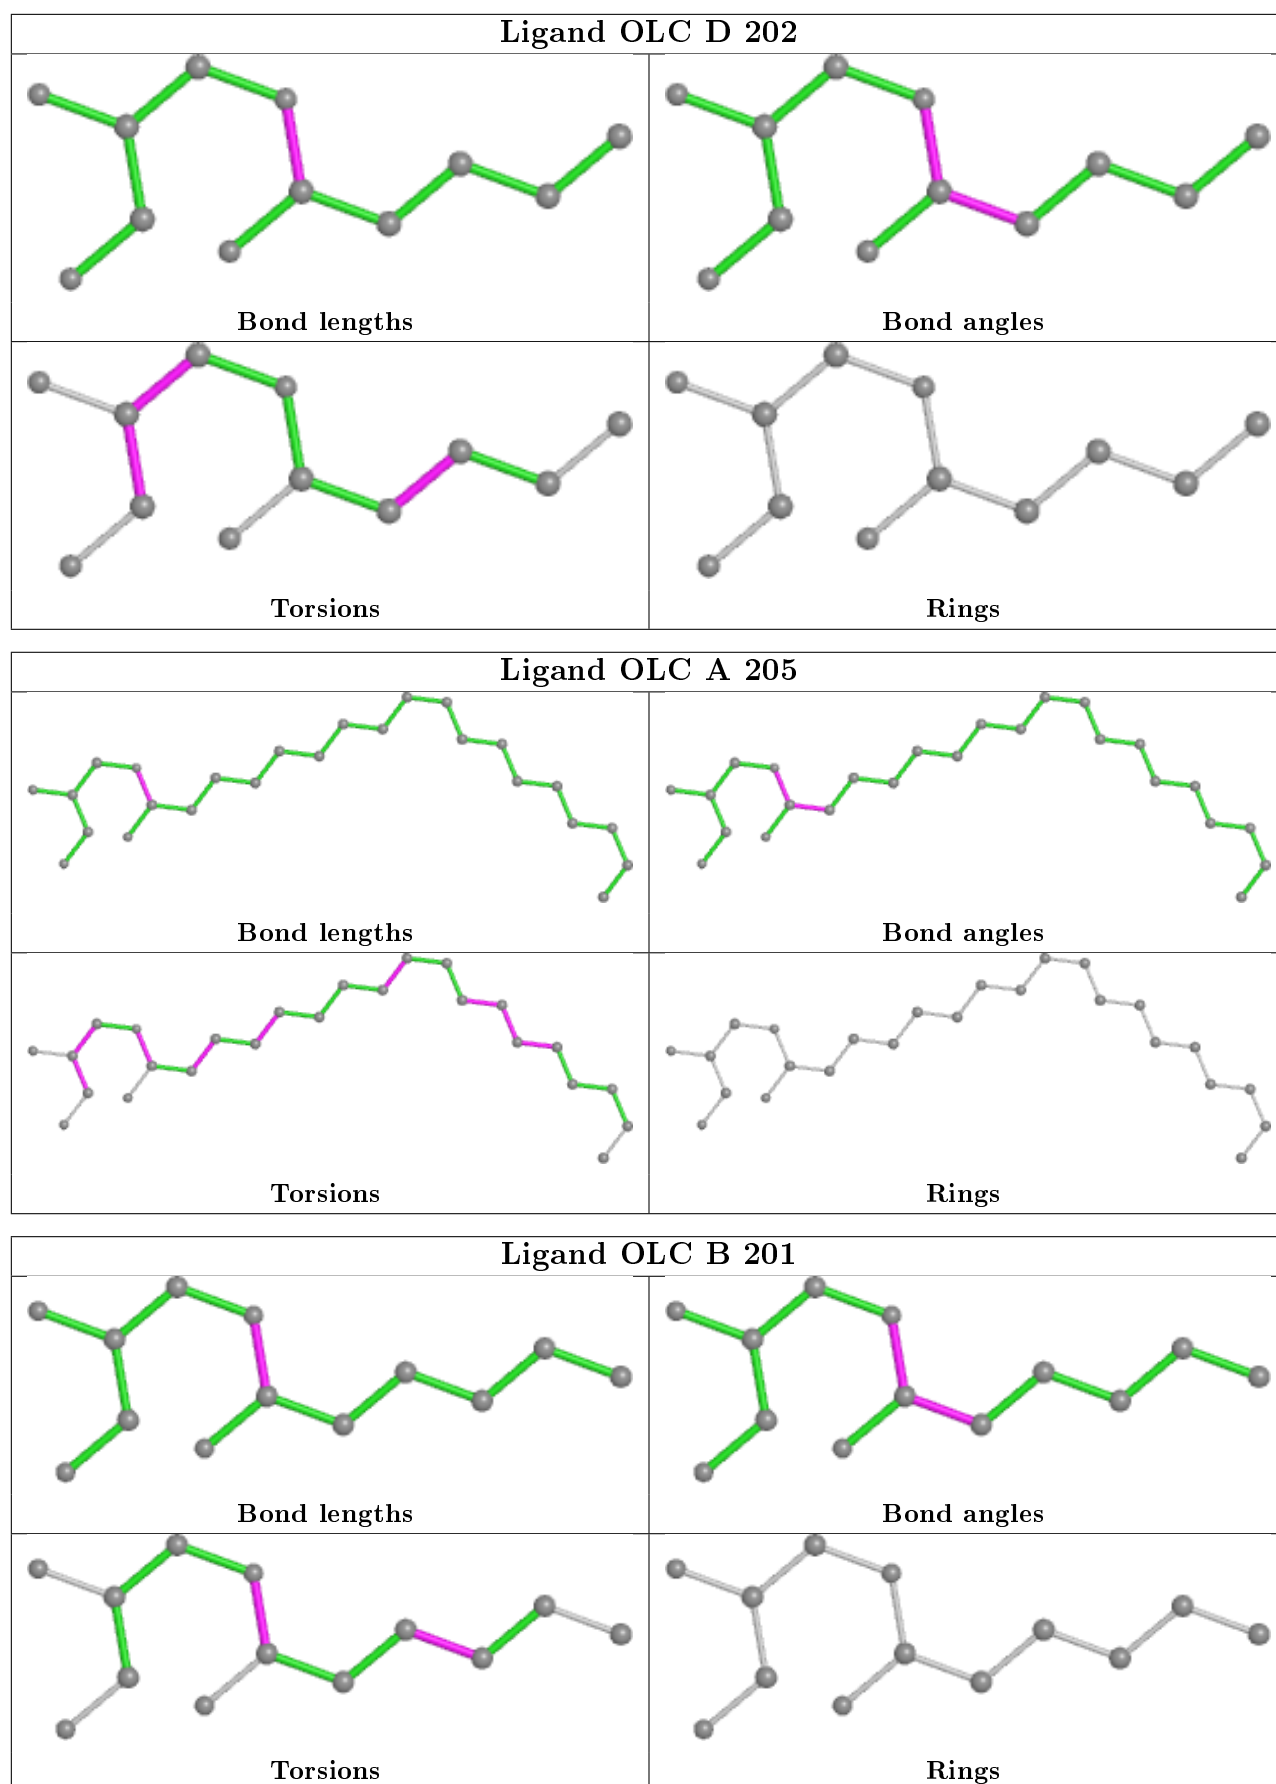 Ligand OLC D 202
Bond lengths
Bond angles
Torsions
Rings
Ligand OLC A 205
Bond lengths
Bond angles
Torsions
Rings
Ligand OLC B 201
Bond lengths
Bond angles
Torsions
Rings